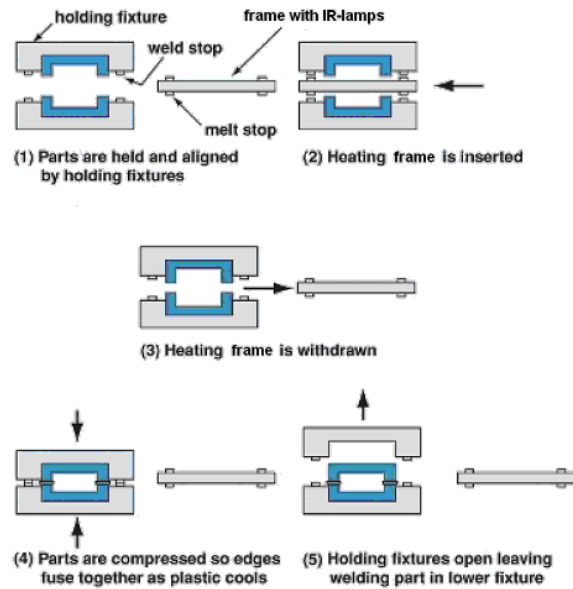 holding fixture
frame with IR-lamps
weld stop
melt stop
(1) Parts are held and aligned
by holding fixtures
(2) Heating frame is inserted
(3) Heating frame is withdrawn
(4) Parts are compressed so edges
fuse together as plastic cools
(5) Holding fixtures open leaving
welding part in lower fixture